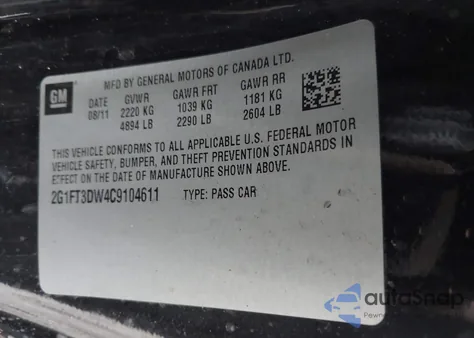 GM
MFD BY GENERAL MOTORS OF CANADA LTD.
DATE GVWR GAWR FRT GAWR RR
08/11 2220 KG 1039 KG 1181 KG
4894 LB 2290 LB 2604 LB
THIS VEHICLE CONFORMS TO ALL APPLICABLE U.S. FEDERAL MOTOR
VEHICLE SAFETY, BUMPER, AND THEFT PREVENTION STANDARDS IN
EFFECT ON THE DATE OF MANUFACTURE SHOWN ABOVE.
2G1FT3DW4C9104611 TYPE: PASS CAR
autoSnap